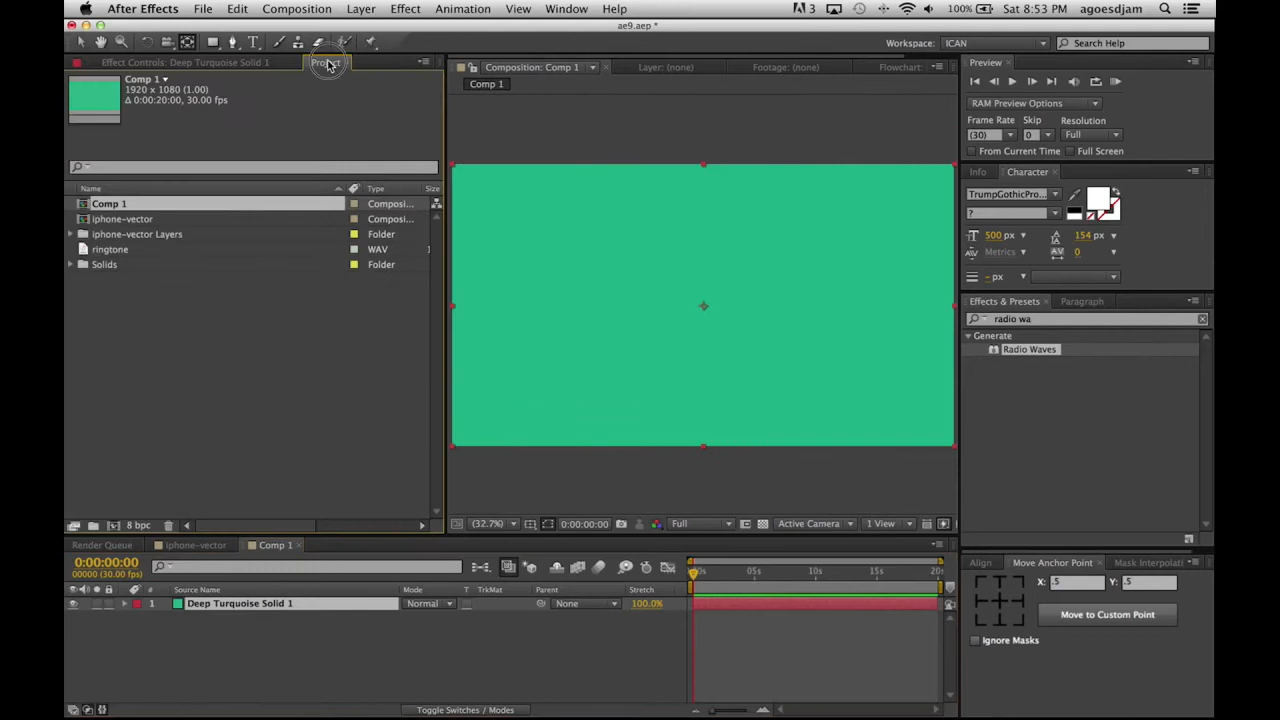 After Effects File Edit Composition Layer Effect Animation View Window Help 3 100% Sat 8:53 PM agoesdjam
ae9.aep *
Workspace: ICAN Search Help
Effect Controls: Deep Turquoise Solid 1
Composition: Comp 1 Layer: (none) Footage: (none) Flowchart: Preview
Comp 1
1920 x 1080 (1.00)
Δ 0:00:20:00, 30.00 fps
Comp 1
RAM Preview Options
Frame Rate Skip Resolution
(30) 0 Full
From Current Time Full Screen
Info Character
Name Type Size
Comp 1 Composi...
iphone-vector Composi...
iphone-vector Layers Folder
ringtone WAV
Solids Folder
TrumpGothicPro...
?
500 px 154 px
Metrics 0
- px
Effects & Presets Paragraph
radio wa
Generate
Radio Waves
8 bpc
(32.7%) 0:00:00:00 Full Active Camera 1 View
Render Queue iphone-vector Comp 1
0:00:00:00
00000 (30.00 fps)
05s 10s 15s 20s
Source Name Mode T TrkMat Parent Stretch
1 Deep Turquoise Solid 1 Normal None 100.0%
Toggle Switches / Modes
Align Move Anchor Point Mask Interpolati
X: .5 Y: .5
Move to Custom Point
Ignore Masks